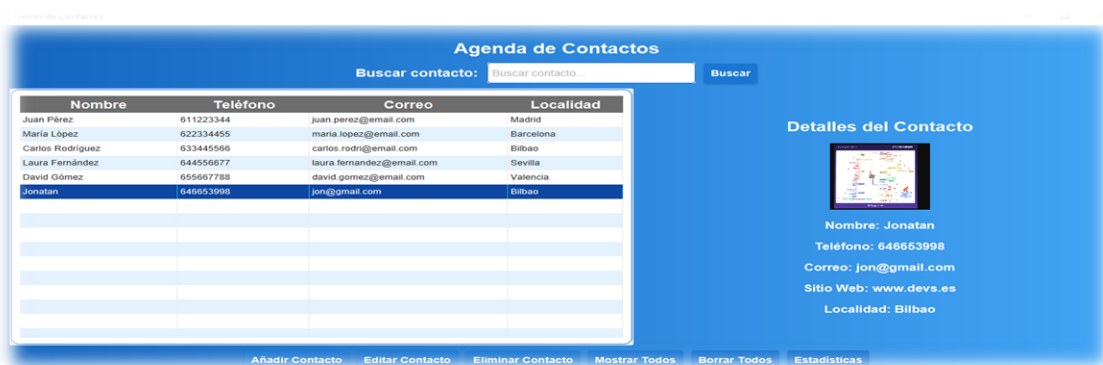 Agenda de Contactos
Buscar contacto: Buscar contacto... Buscar
Nombre Teléfono Correo Localidad
Juan Pérez 611223344 juan.perez@email.com Madrid
María López 622334455 maria.lopez@email.com Barcelona
Carlos Rodríguez 633445566 carlos.rodri@email.com Bilbao
Laura Fernández 644556677 laura.fernandez@email.com Sevilla
David Gómez 655667788 david.gomez@email.com Valencia
Jonatan 646653998 jon@gmail.com Bilbao
Detalles del Contacto
Nombre: Jonatan
Teléfono: 646653998
Correo: jon@gmail.com
Sitio Web: www.devs.es
Localidad: Bilbao
Añadir Contacto Editar Contacto Eliminar Contacto Mostrar Todos Borrar Todos Estadísticas